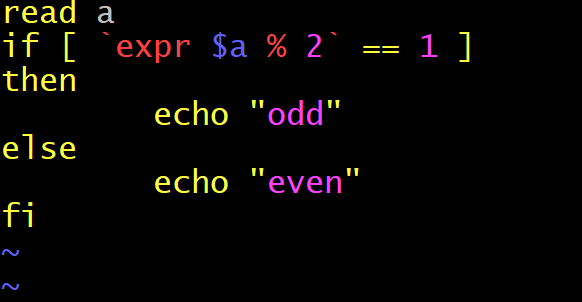 read a
if [ `expr $a % 2` == 1 ]
then
        echo "odd"
else
        echo "even"
fi
~
~